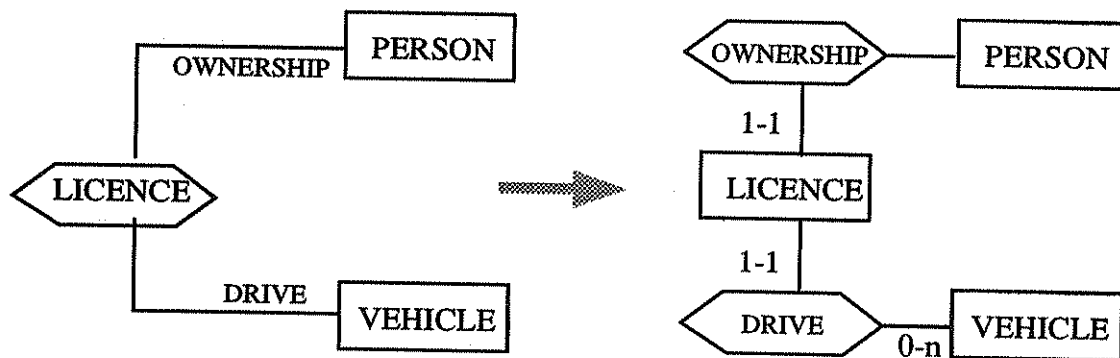 PERSON
OWNERSHIP
LICENCE
DRIVE
VEHICLE
OWNERSHIP
PERSON
1-1
LICENCE
1-1
DRIVE
0-n
VEHICLE